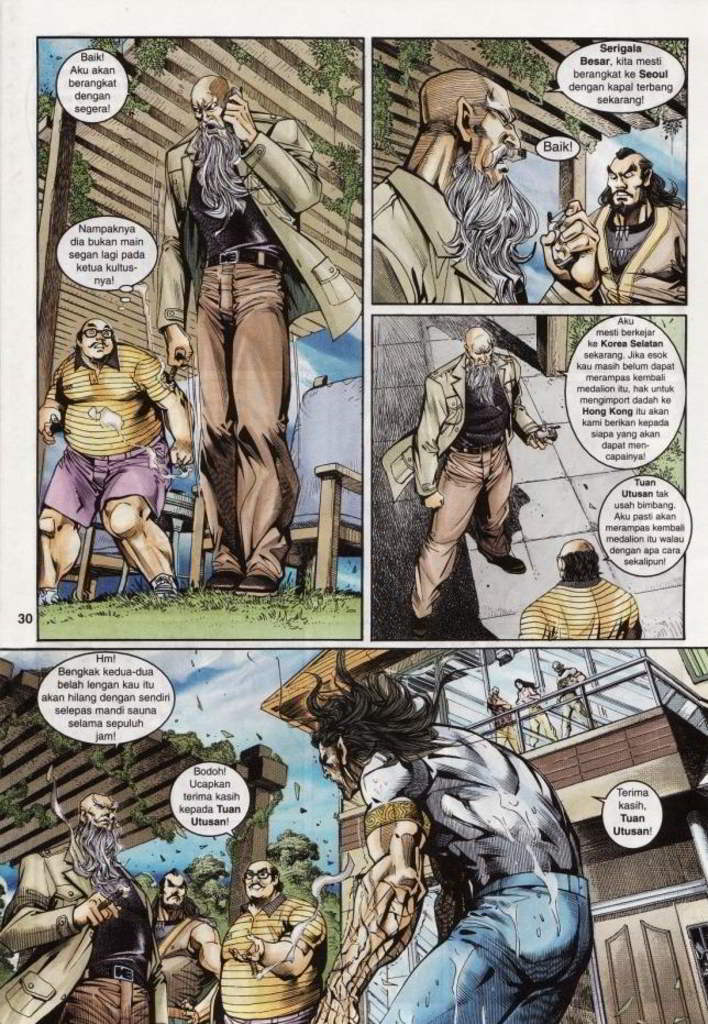 Baik!
Aku akan
berangkat
dengan
segera!
Nampaknya
dia bukan main
segan lagi pada
ketua kultus-
nya!
Serigala
Besar, kita mesti
berangkat ke Seoul
dengan kapal terbang
sekarang!
Baik!
Aku
mesti berkejar
ke Korea Selatan
sekarang. Jika esok
kau masih belum dapat
merampas kembali
medalion itu, hak untuk
mengimport dadah ke
Hong Kong itu akan
kami berikan kepada
siapa yang akan
dapat men-
capainya!
Tuan
Utusan tak
usah bimbang.
Aku pasti akan
merampas kembali
medalion itu walau
dengan apa cara
sekalipun!
30
Hm!
Bengkak kedua-dua
belah lengan kau itu
akan hilang dengan sendiri
selepas mandi sauna
selama sepuluh
jam!
Bodoh!
Ucapkan
terima kasih
kepada Tuan
Utusan!
Terima
kasih,
Tuan
Utusan!